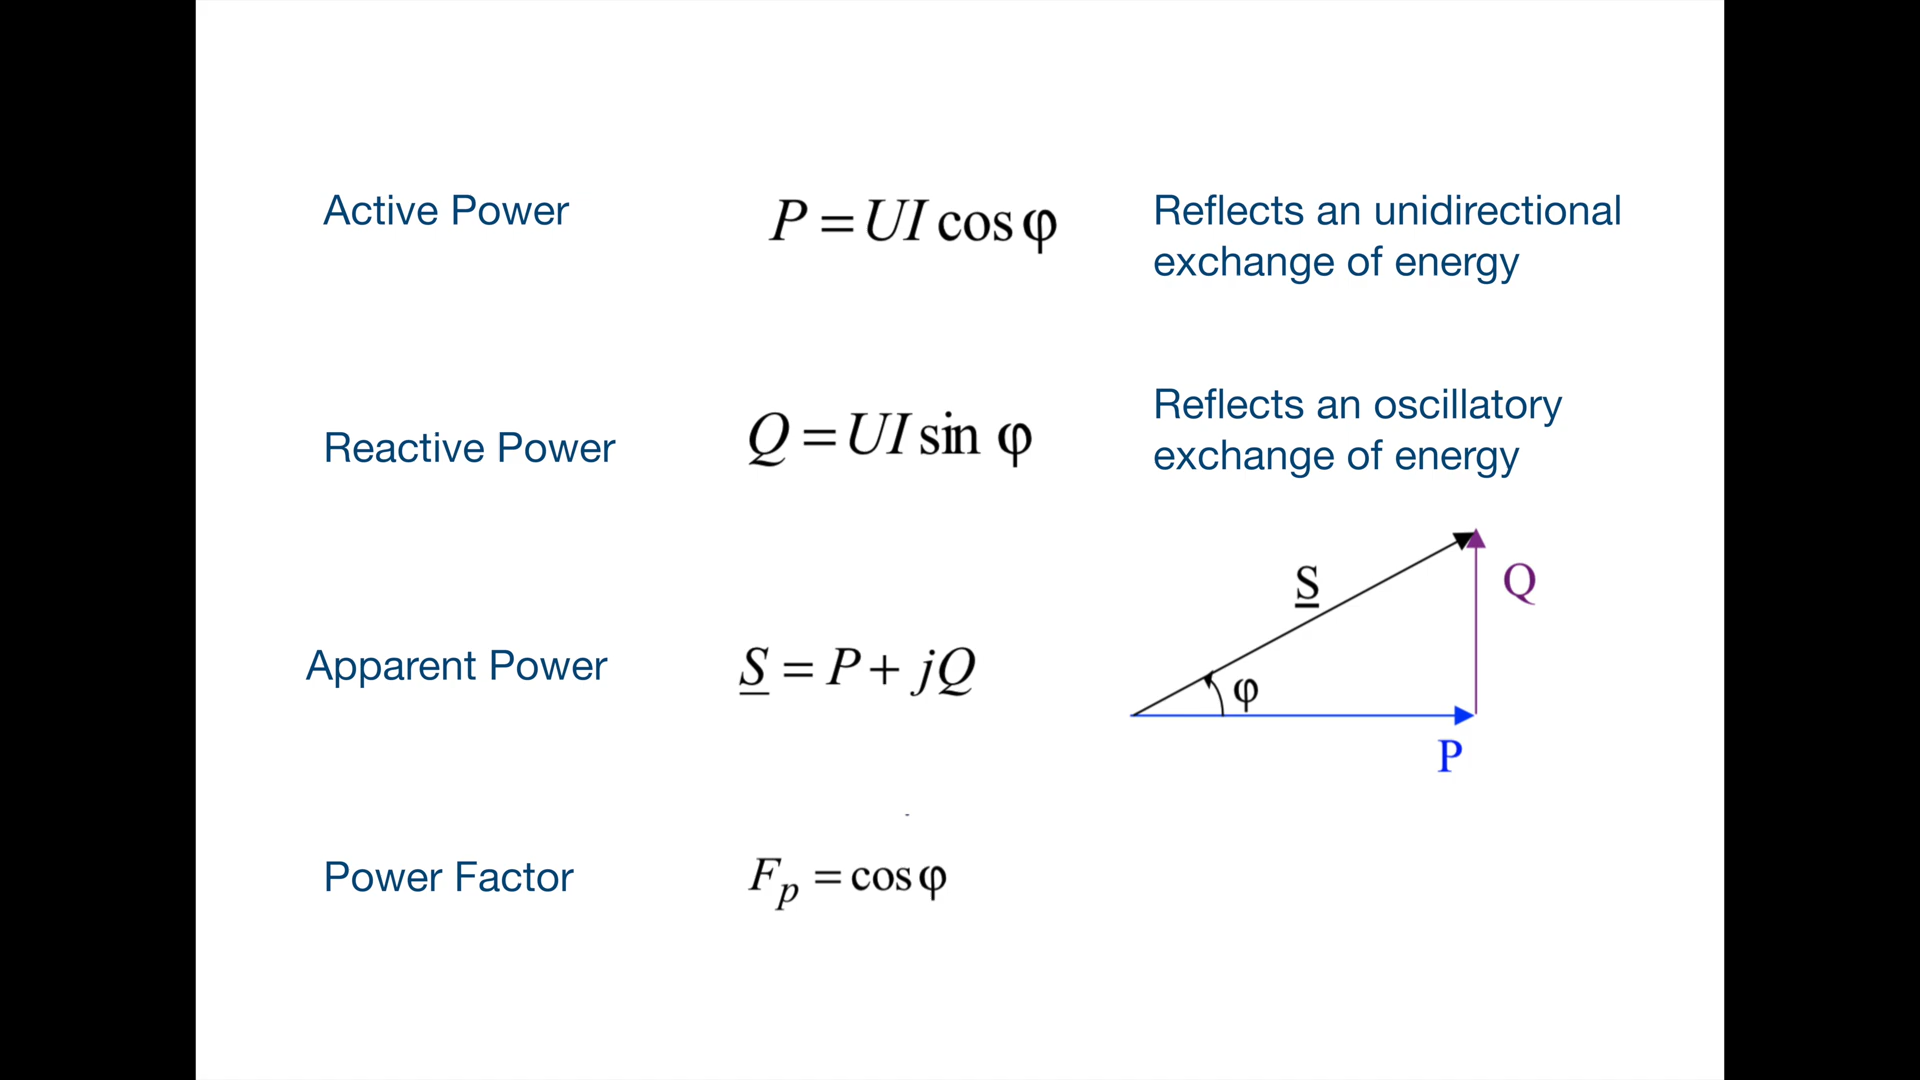 Active Power
P = UI cos φ
Reflects an unidirectional
exchange of energy
Reactive Power
Q = UI sin φ
Reflects an oscillatory
exchange of energy
Apparent Power
S = P + jQ
S
Q
φ
P
Power Factor
Fp = cos φ